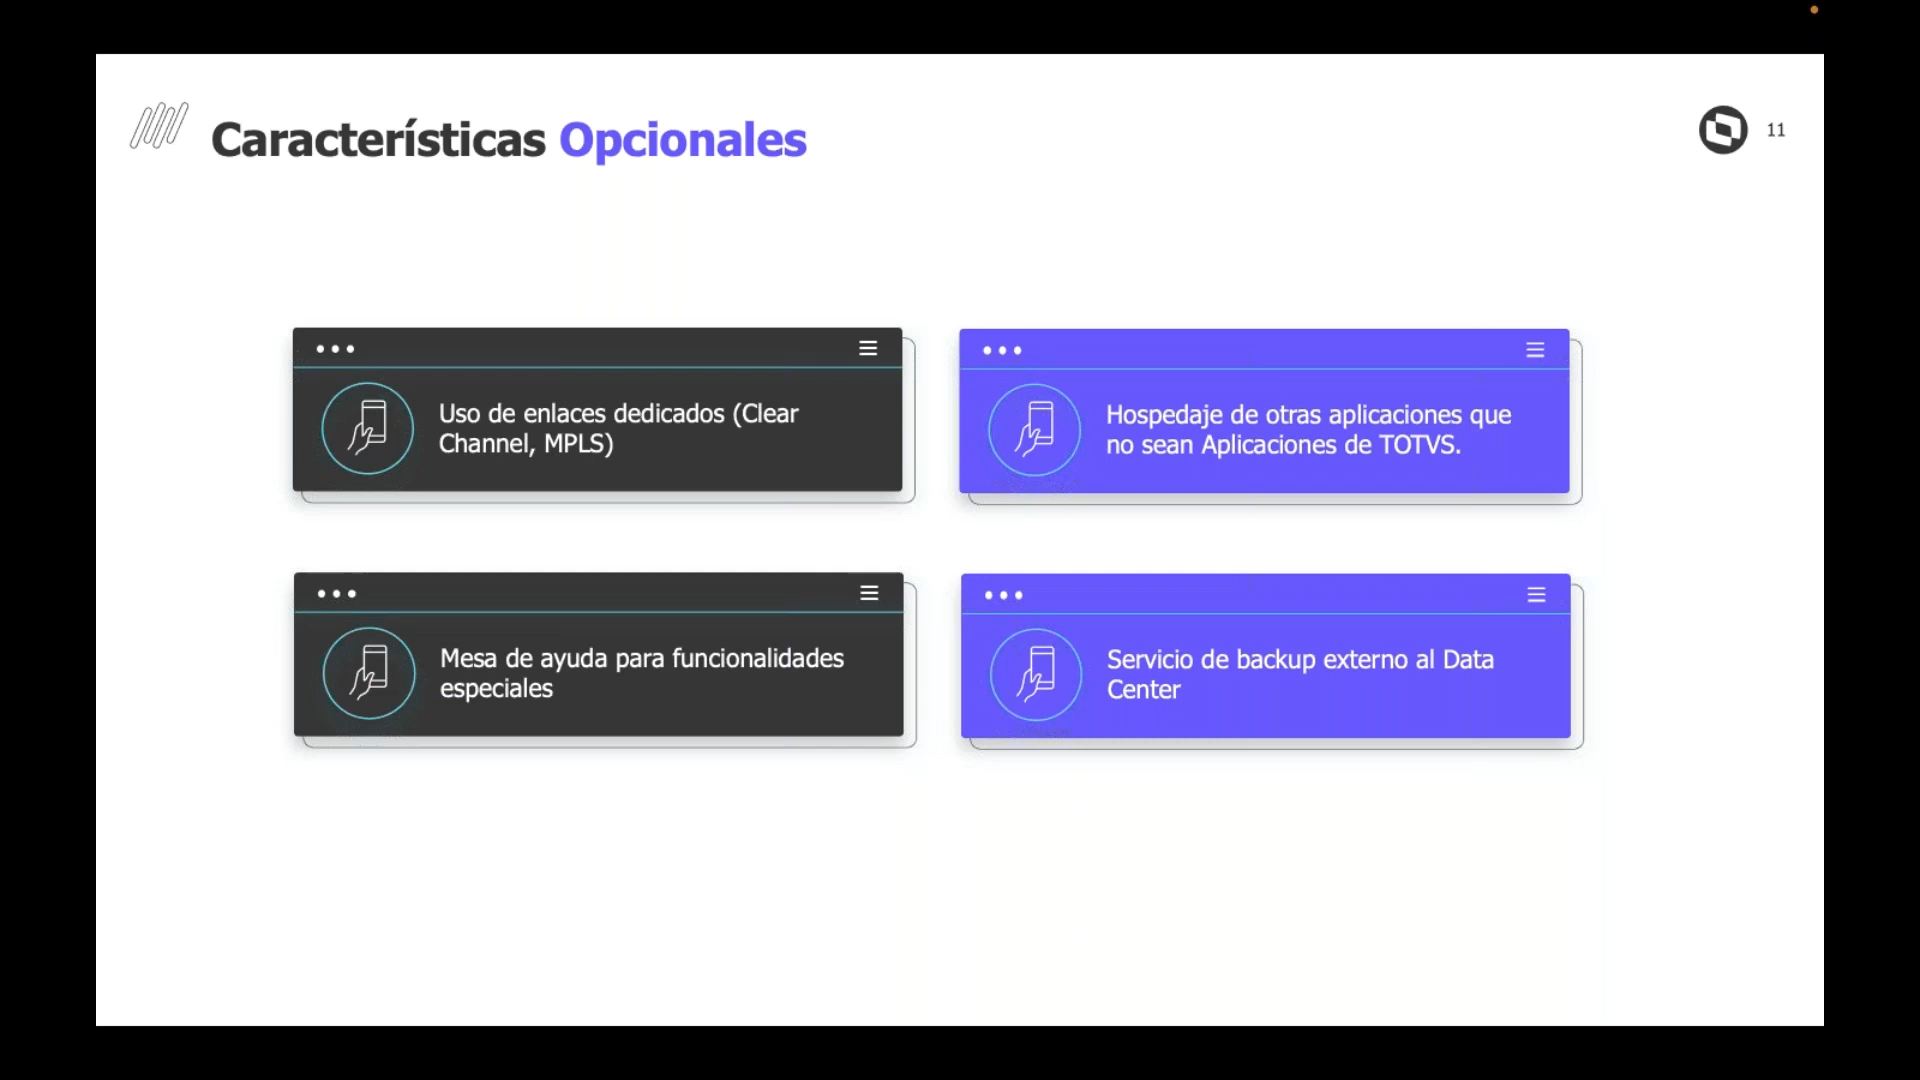 Características Opcionales
11
Uso de enlaces dedicados (Clear
Channel, MPLS)
Hospedaje de otras aplicaciones que
no sean Aplicaciones de TOTVS.
Mesa de ayuda para funcionalidades
especiales
Servicio de backup externo al Data
Center